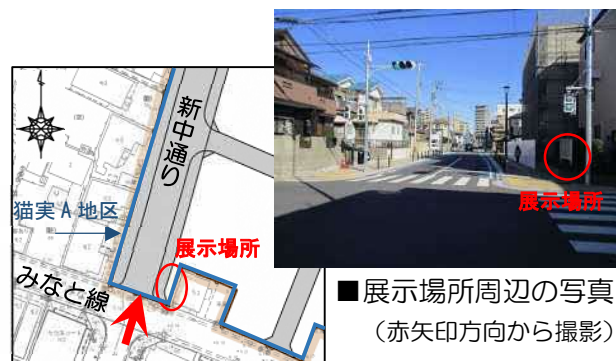 新中通り
猫実A地区
展示場所
みなと線
展示場所
■展示場所周辺の写真
（赤矢印方向から撮影）